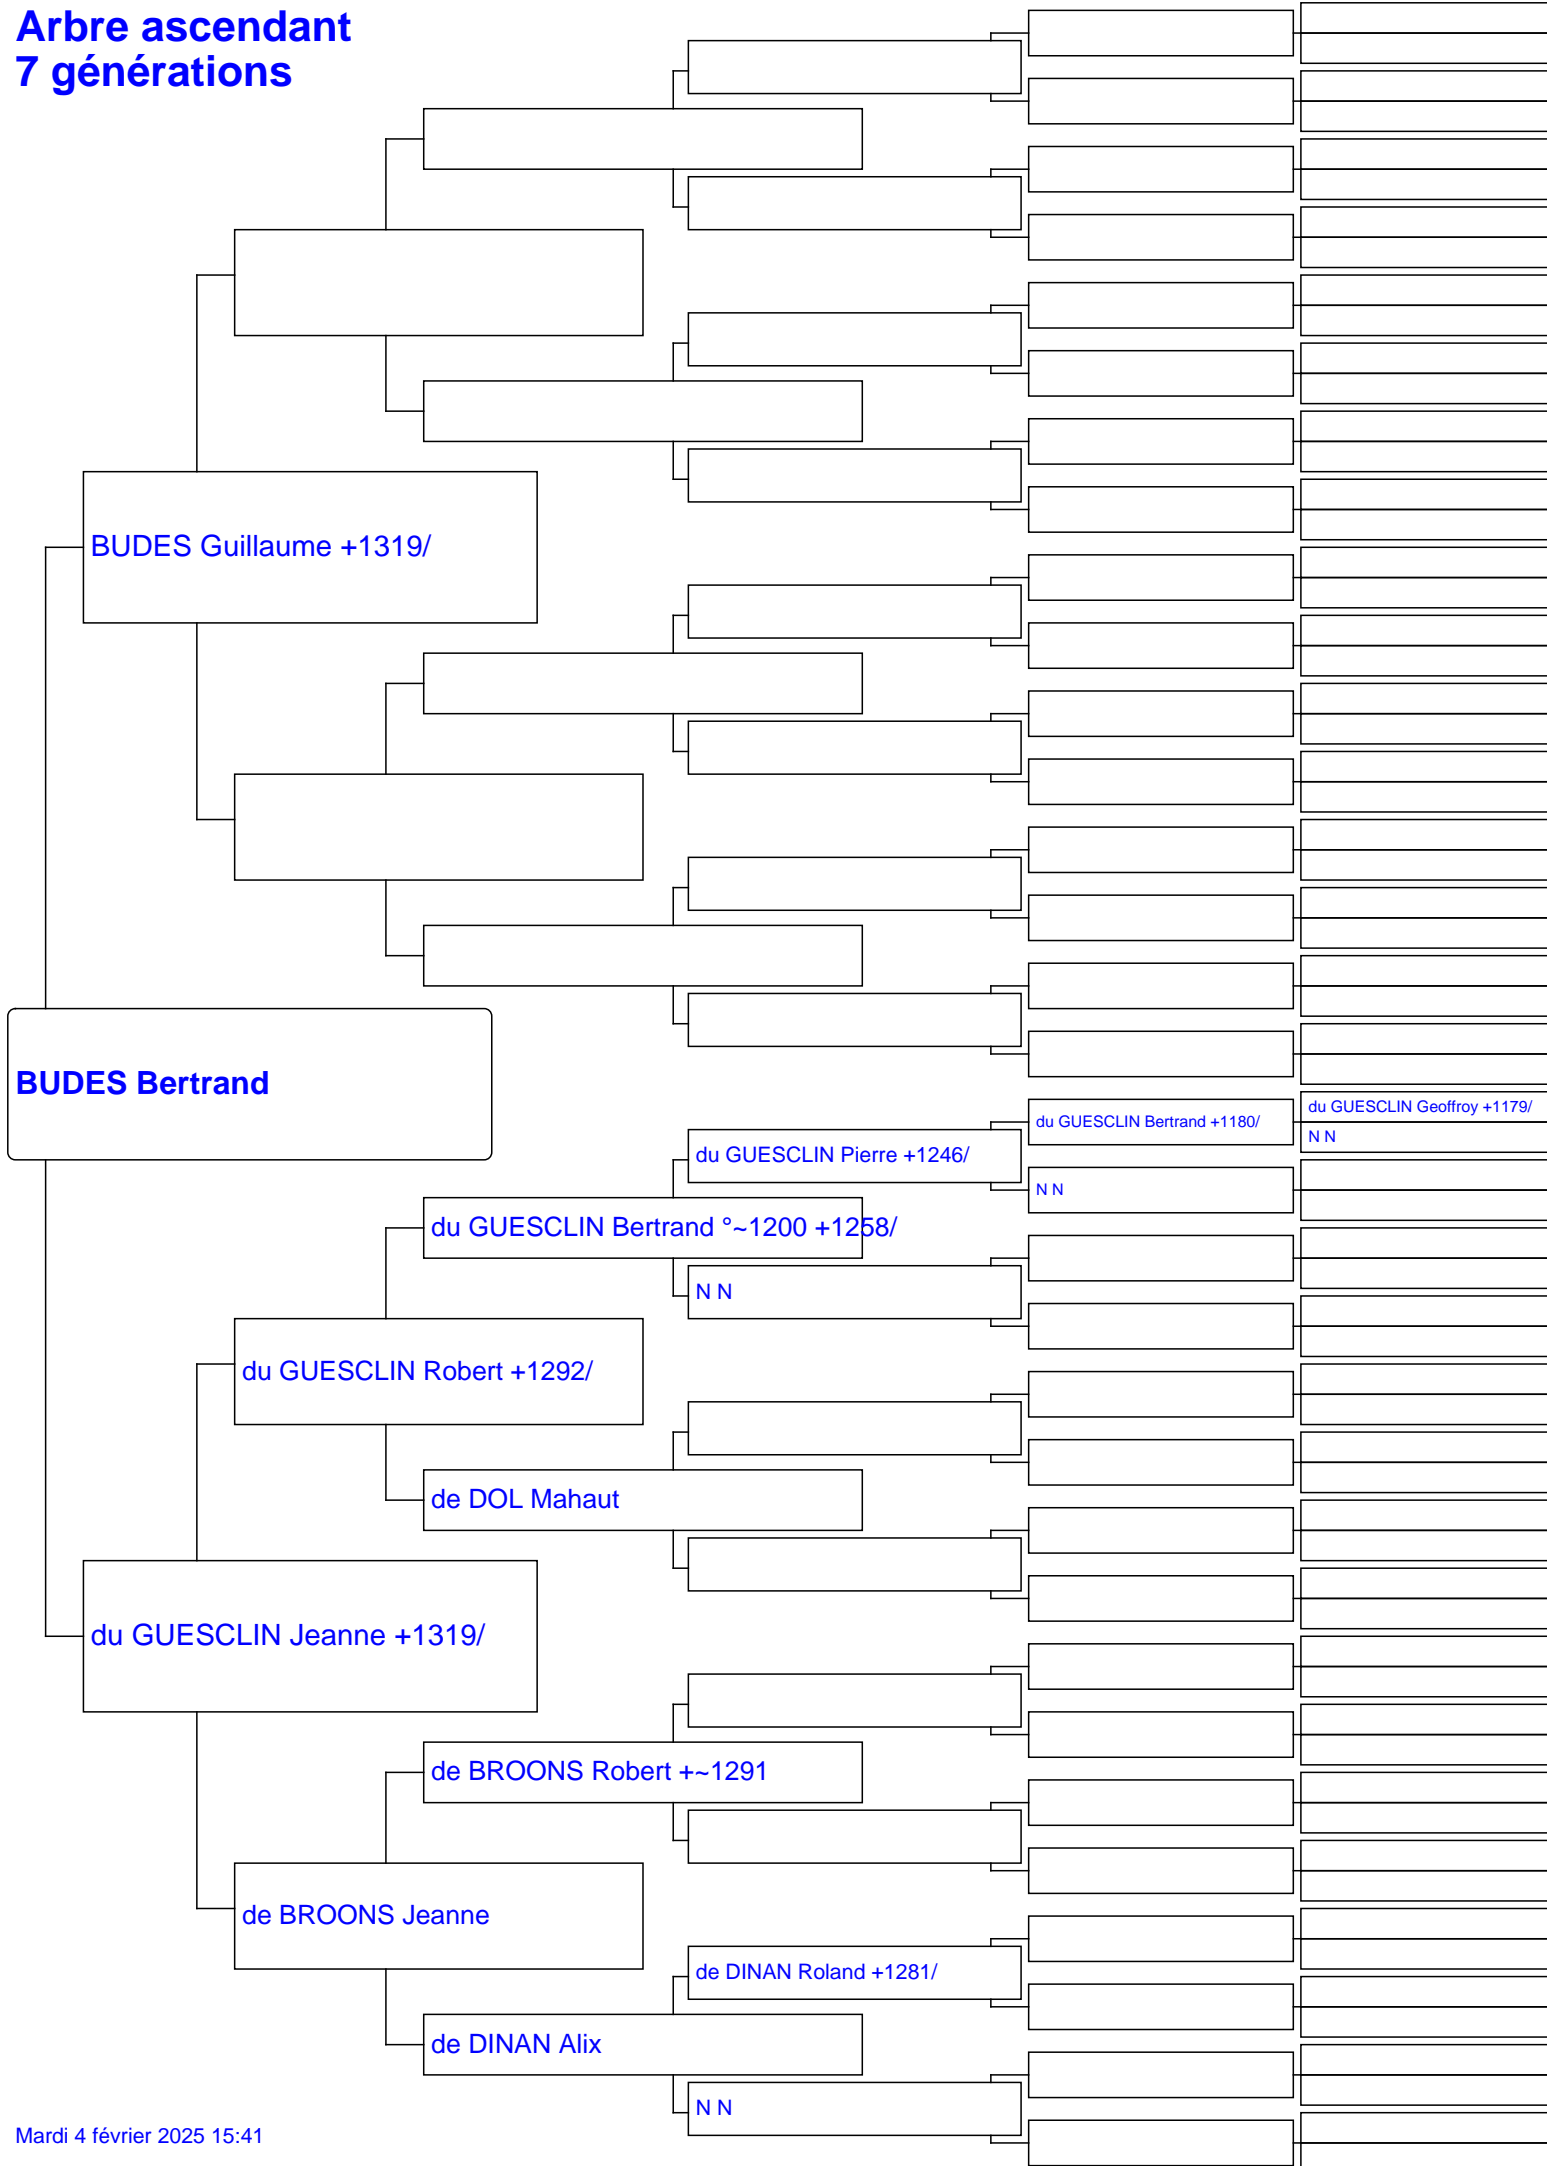 Arbre ascendant
7 générations
BUDES Guillaume +1319/
BUDES Bertrand
du GUESCLIN Bertrand +1180/
du GUESCLIN Geoffroy +1179/
N N
du GUESCLIN Pierre +1246/
N N
du GUESCLIN Bertrand °~1200 +1258/
N N
du GUESCLIN Robert +1292/
de DOL Mahaut
du GUESCLIN Jeanne +1319/
de BROONS Robert +~1291
de BROONS Jeanne
de DINAN Roland +1281/
de DINAN Alix
N N
Mardi 4 février 2025 15:41